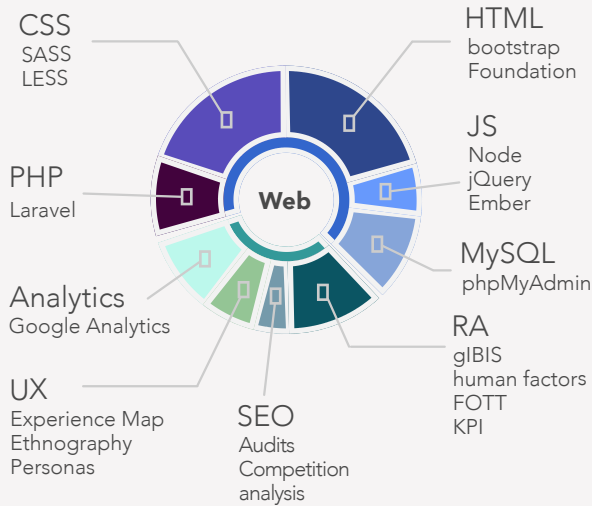 CSS
SASS
LESS
HTML
bootstrap
Foundation
JS
Node
jQuery
Ember
PHP
Laravel
Web
MySQL
phpMyAdmin
Analytics
Google Analytics
RA
gIBIS
human factors
FOTT
KPI
UX
Experience Map
Ethnography
Personas
SEO
Audits
Competition
analysis